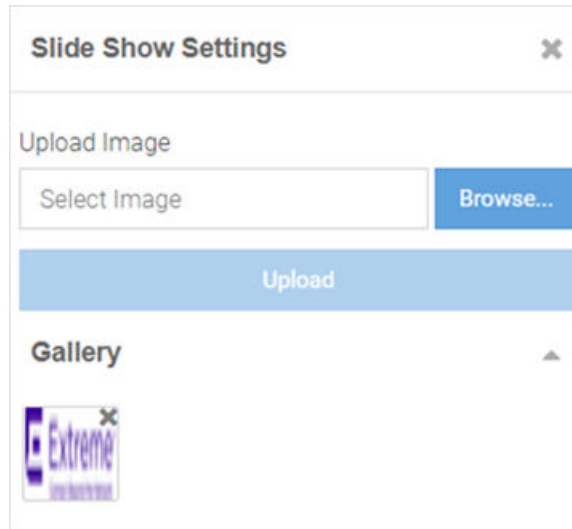 Slide Show Settings
Upload Image
Select Image
Browse...
Upload
Gallery
Extreme